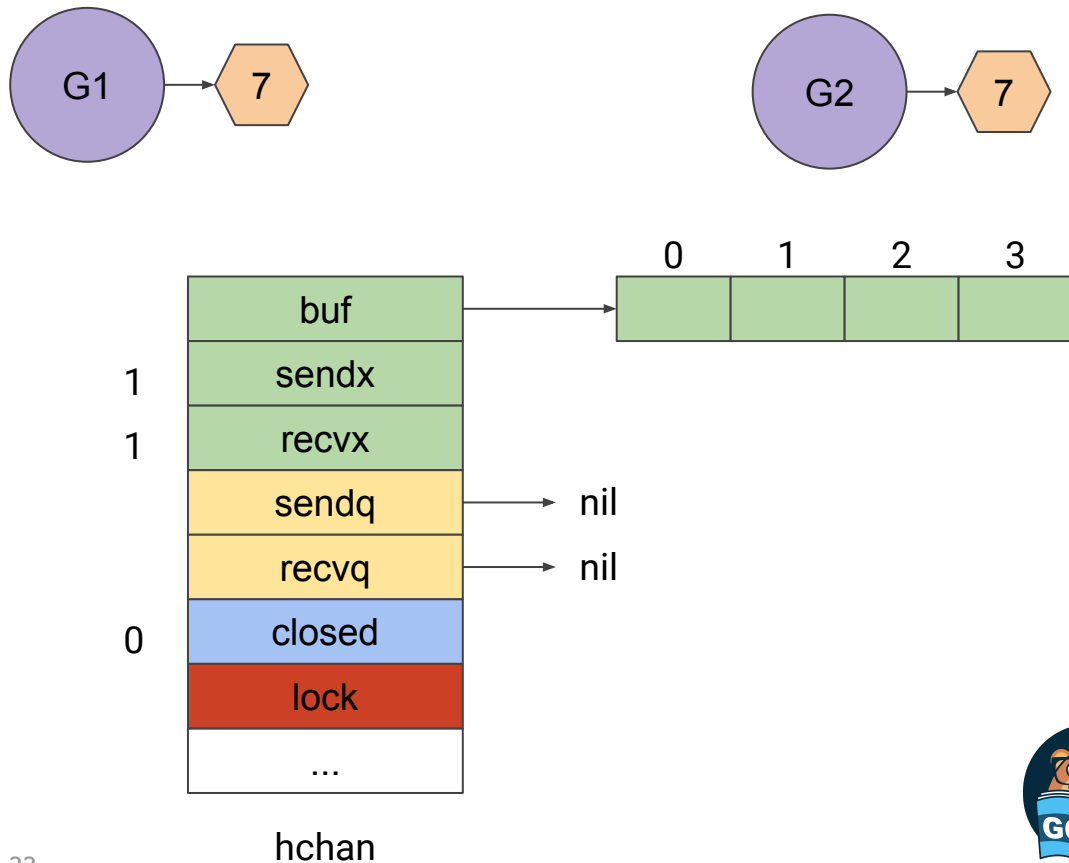 G1
7
G2
7
0 1 2 3
buf
1 sendx
1 recvx
sendq nil
recvq nil
0 closed
lock
...
hchan